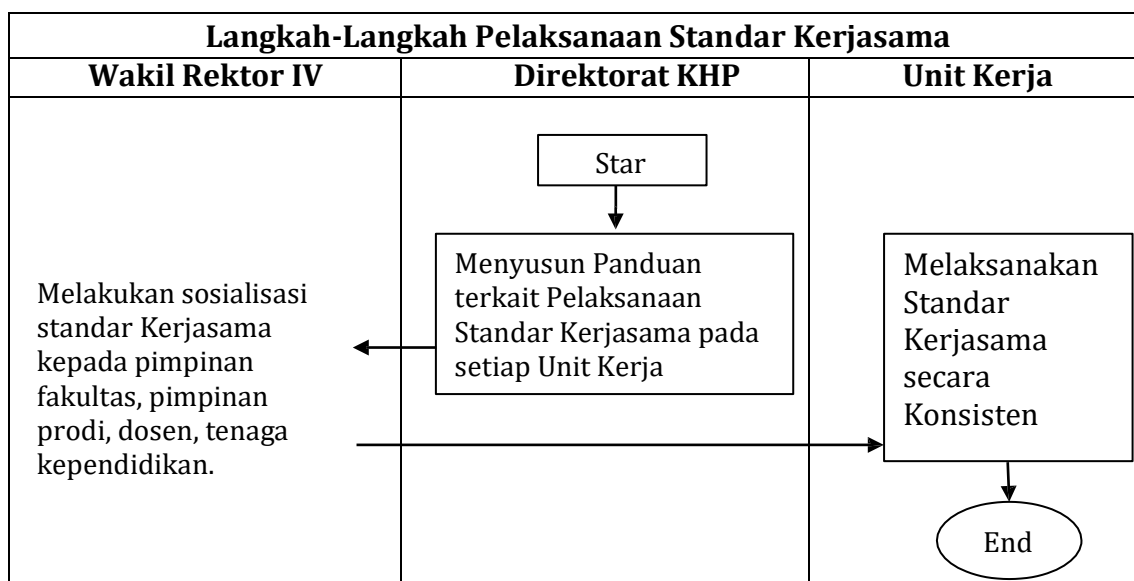 Langkah-Langkah Pelaksanaan Standar Kerjasama
Wakil Rektor IV
Direktorat KHP
Unit Kerja
Star
Menyusun Panduan
terkait Pelaksanaan
Standar Kerjasama pada
setiap Unit Kerja
Melakukan sosialisasi
standar Kerjasama
kepada pimpinan
fakultas, pimpinan
prodi, dosen, tenaga
kependidikan.
Melaksanakan
Standar
Kerjasama
secara
Konsisten
End